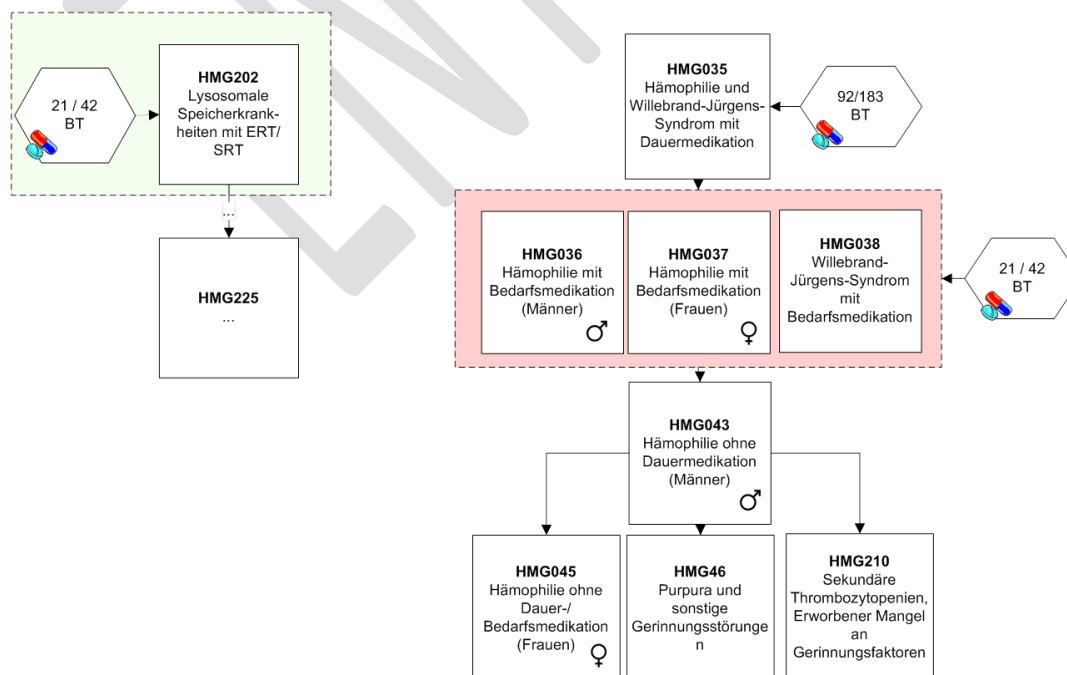 HMG202
Lysosomale
Speicherkrank-
heiten mit ERT/
SRT
21 / 42
BT
...
HMG225
...
HMG035
Hämophilie und
Willebrand-Jürgens-
Syndrom mit
Dauermedikation
92/183
BT
HMG036
Hämophilie mit
Bedarfsmedikation
(Männer)
HMG037
Hämophilie mit
Bedarfsmedikation
(Frauen)
HMG038
Willebrand-
Jürgens-Syndrom
mit
Bedarfsmedikation
21 / 42
BT
HMG043
Hämophilie ohne
Dauermedikation
(Männer)
HMG045
Hämophilie ohne
Dauer-/
Bedarfsmedikation
(Frauen)
HMG46
Purpura und
sonstige
Gerinnungsstörunge
n
HMG210
Sekundäre
Thrombozytopenien,
Erworbener Mangel
an
Gerinnungsfaktoren